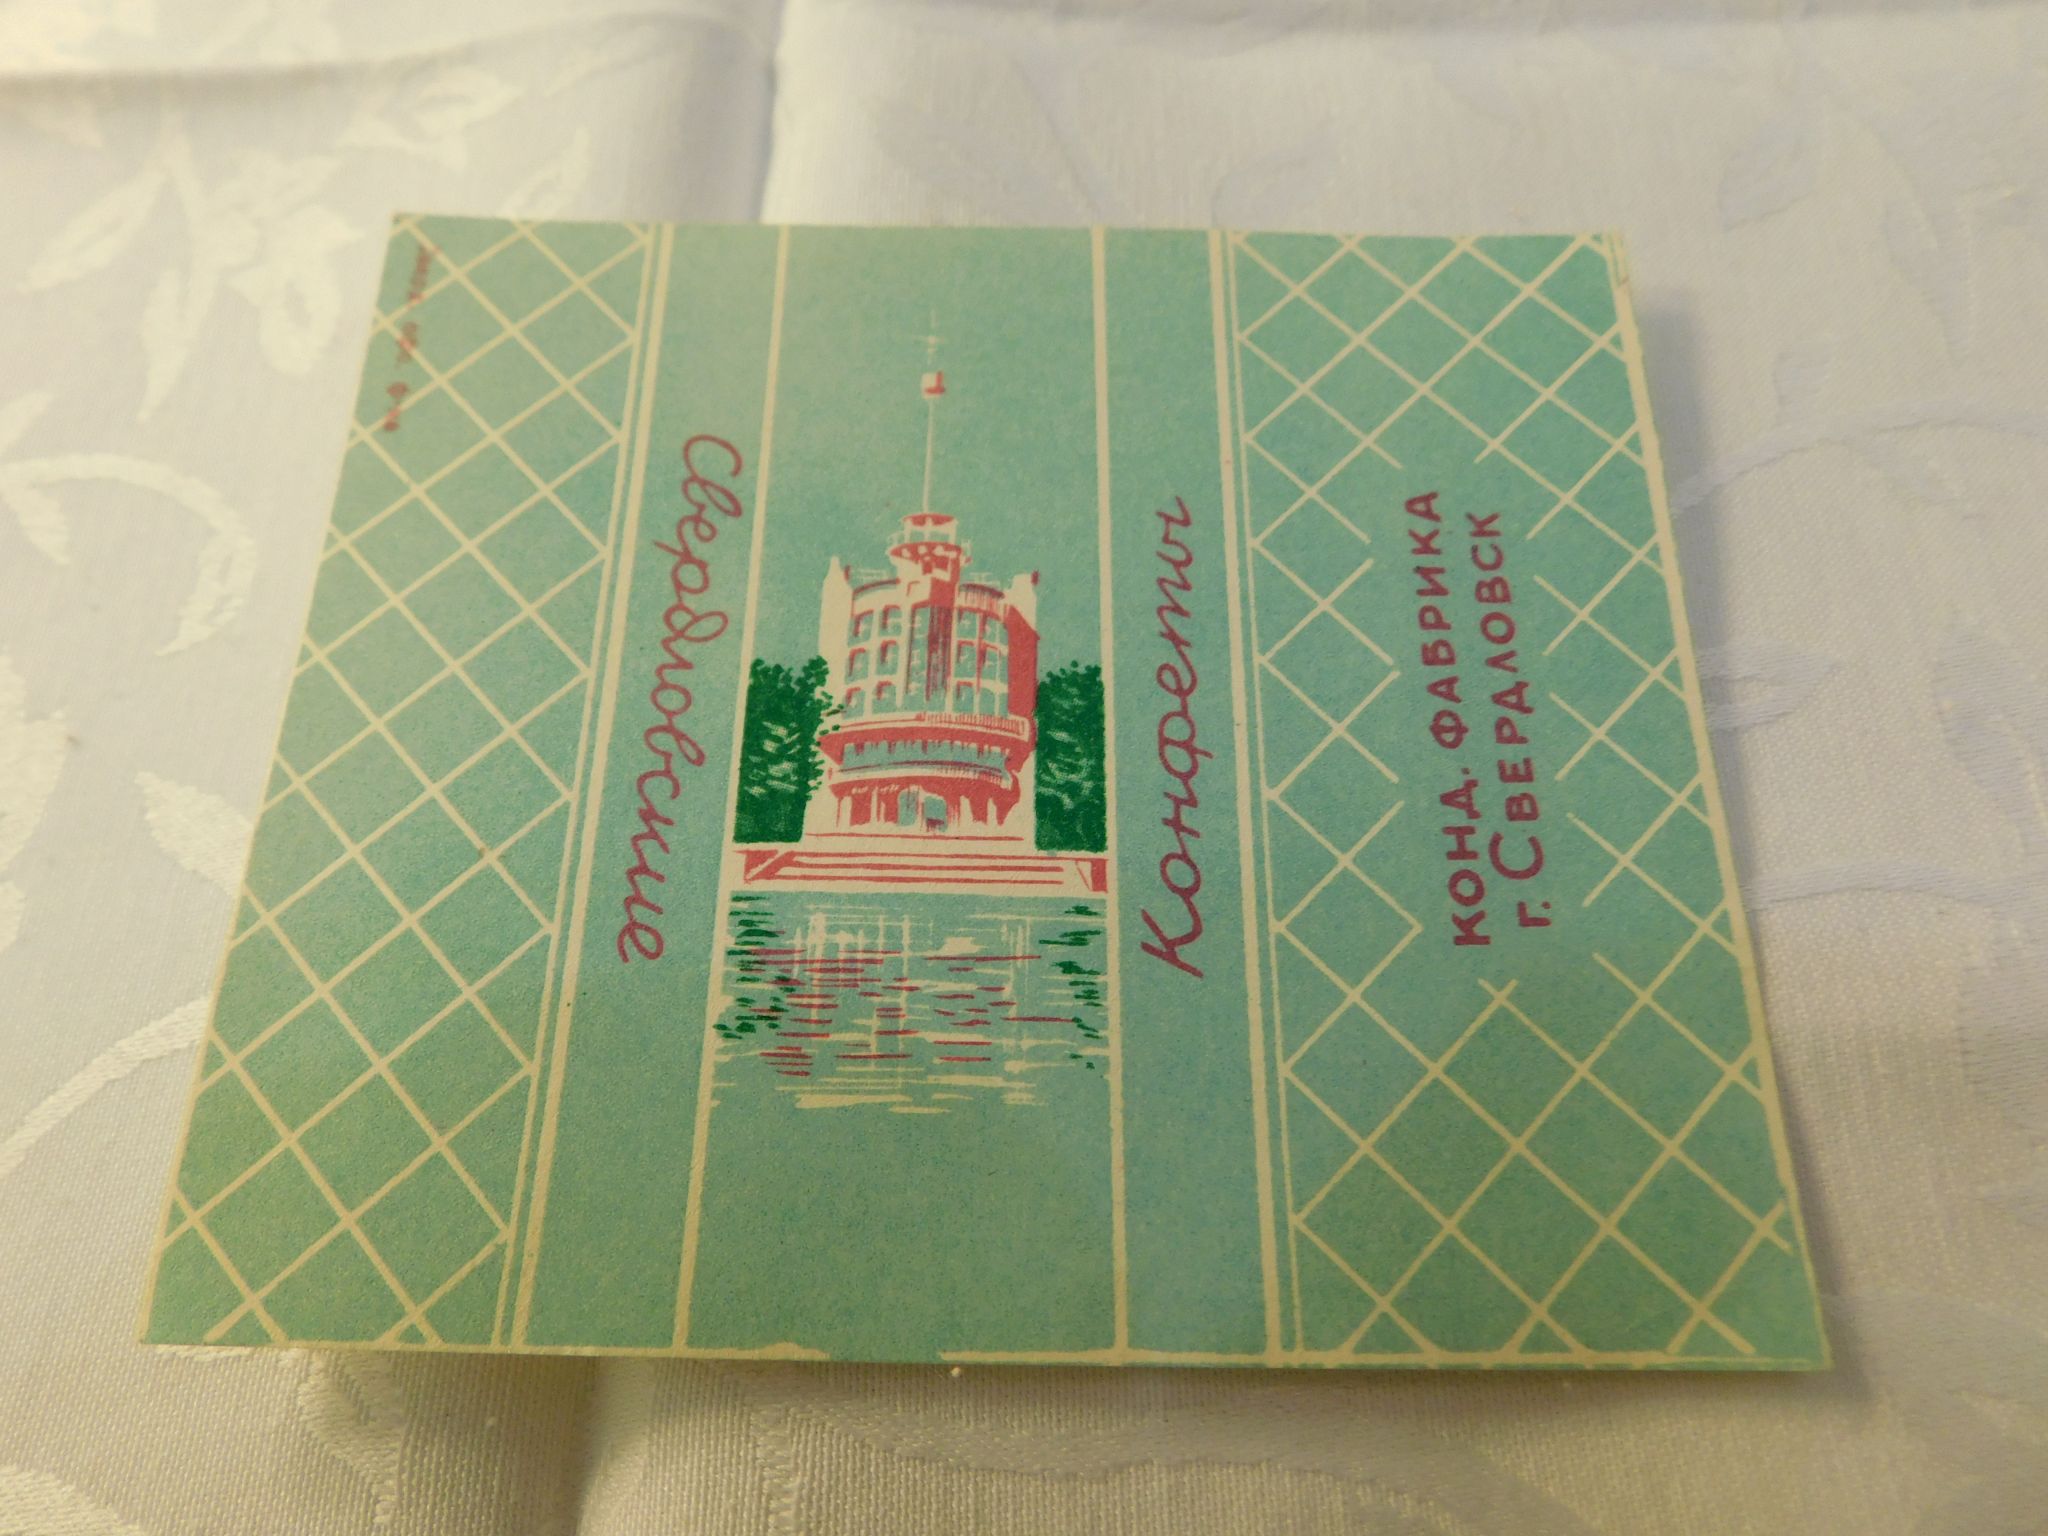 Конфеты
Свердловские
КОНД. ФАБРИКА
г. СВЕРДЛОВСК